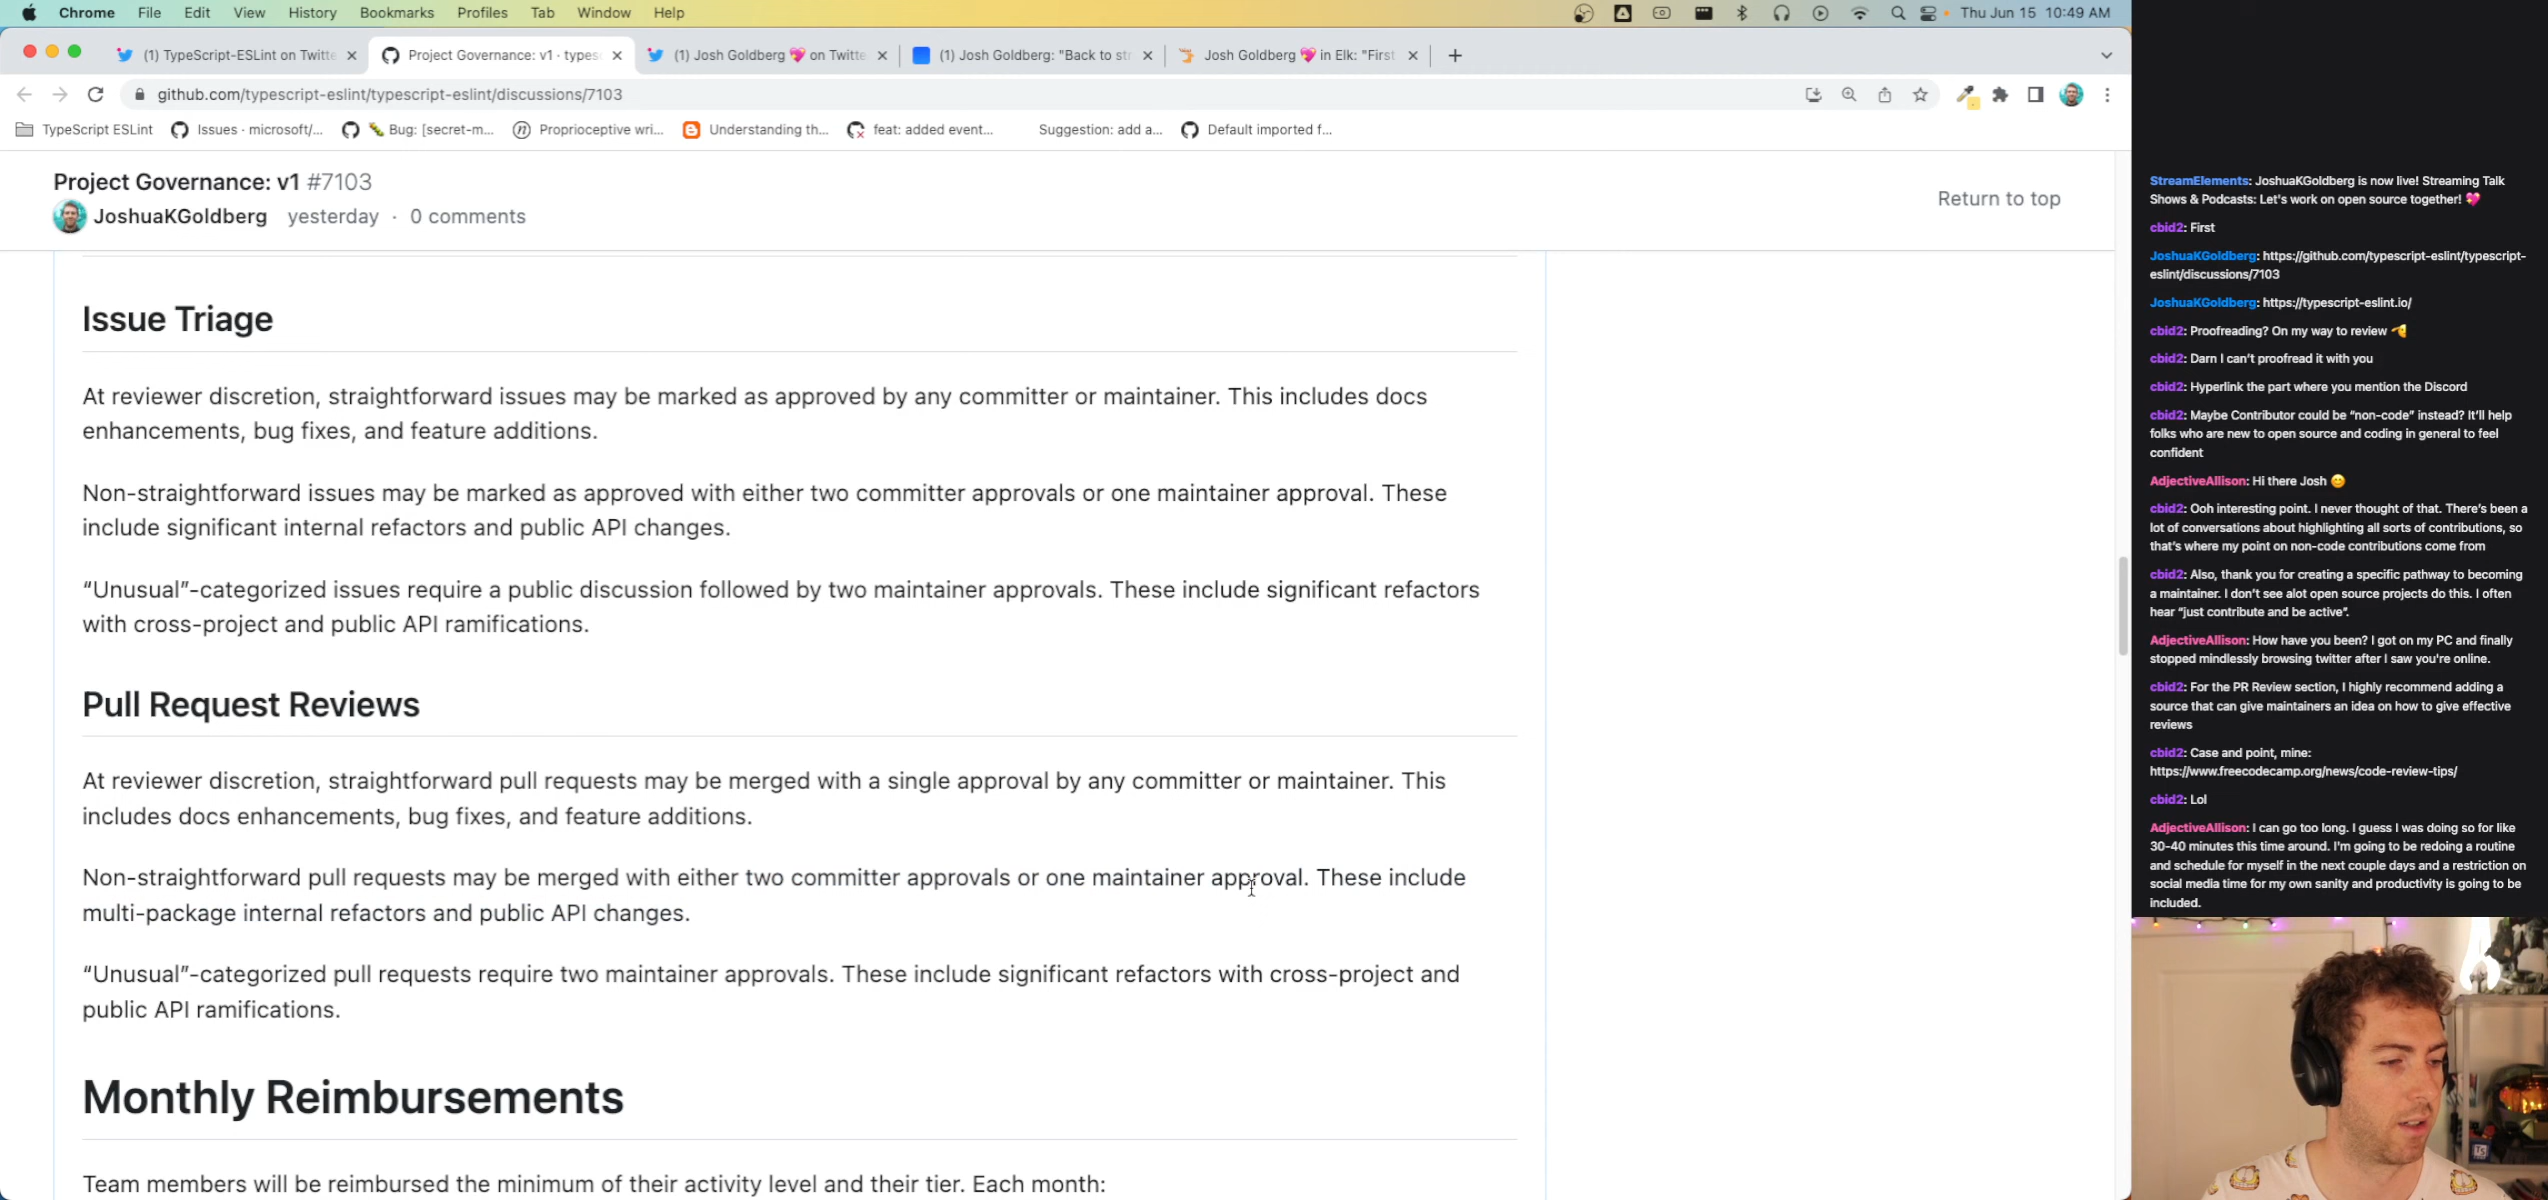 Chrome File Edit View History Bookmarks Profiles Tab Window Help Thu Jun 15 10:49 AM
(1) TypeScript-ESLint on Twitte Project Governance: v1 · types (1) Josh Goldberg 💖 on Twitte (1) Josh Goldberg: "Back to str Josh Goldberg 💖 in Elk: "First
github.com/typescript-eslint/typescript-eslint/discussions/7103
TypeScript ESLint Issues · microsoft/... 🐛 Bug: [secret-m... Proprioceptive wri... Understanding th... feat: added event... Suggestion: add a... Default imported f...
Project Governance: v1 #7103
JoshuaKGoldberg yesterday · 0 comments
Return to top
Issue Triage
At reviewer discretion, straightforward issues may be marked as approved by any committer or maintainer. This includes docs
enhancements, bug fixes, and feature additions.
Non-straightforward issues may be marked as approved with either two committer approvals or one maintainer approval. These
include significant internal refactors and public API changes.
“Unusual”-categorized issues require a public discussion followed by two maintainer approvals. These include significant refactors
with cross-project and public API ramifications.
Pull Request Reviews
At reviewer discretion, straightforward pull requests may be merged with a single approval by any committer or maintainer. This
includes docs enhancements, bug fixes, and feature additions.
Non-straightforward pull requests may be merged with either two committer approvals or one maintainer approval. These include
multi-package internal refactors and public API changes.
“Unusual”-categorized pull requests require two maintainer approvals. These include significant refactors with cross-project and
public API ramifications.
Monthly Reimbursements
Team members will be reimbursed the minimum of their activity level and their tier. Each month:
StreamElements: JoshuaKGoldberg is now live! Streaming Talk
Shows & Podcasts: Let's work on open source together! 💖
cbid2: First
JoshuaKGoldberg: https://github.com/typescript-eslint/typescript-
eslint/discussions/7103
JoshuaKGoldberg: https://typescript-eslint.io/
cbid2: Proofreading? On my way to review 🫡
cbid2: Darn I can’t proofread it with you
cbid2: Hyperlink the part where you mention the Discord
cbid2: Maybe Contributor could be “non-code” instead? It’ll help
folks who are new to open source and coding in general to feel
confident
AdjectiveAllison: Hi there Josh 😊
cbid2: Ooh interesting point. I never thought of that. There’s been a
lot of conversations about highlighting all sorts of contributions, so
that’s where my point on non-code contributions come from
cbid2: Also, thank you for creating a specific pathway to becoming
a maintainer. I don’t see alot open source projects do this. I often
hear “just contribute and be active”.
AdjectiveAllison: How have you been? I got on my PC and finally
stopped mindlessly browsing twitter after I saw you're online.
cbid2: For the PR Review section, I highly recommend adding a
source that can give maintainers an idea on how to give effective
reviews
cbid2: Case and point, mine:
https://www.freecodecamp.org/news/code-review-tips/
cbid2: Lol
AdjectiveAllison: I can go too long. I guess I was doing so for like
30-40 minutes this time around. I'm going to be redoing a routine
and schedule for myself in the next couple days and a restriction on
social media time for my own sanity and productivity is going to be
included.